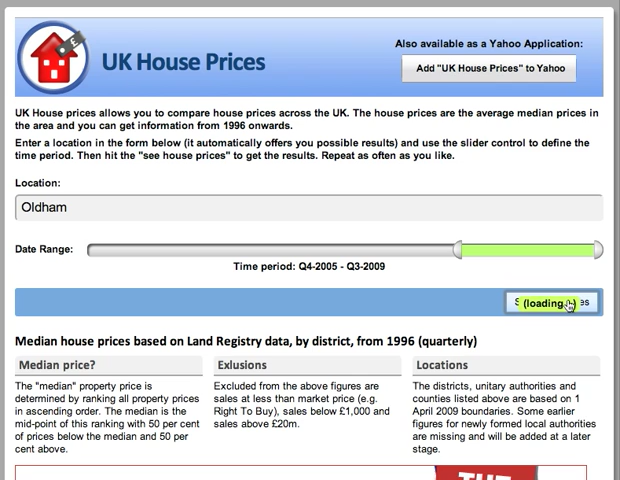 Also available as a Yahoo Application:
UK House Prices
Add "UK House Prices" to Yahoo
UK House prices allows you to compare house prices across the UK. The house prices are the average median prices in
the area and you can get information from 1996 onwards.
Enter a location in the form below (it automatically offers you possible results) and use the slider control to define the
time period. Then hit the "see house prices" to get the results. Repeat as often as you like.
Location:
Oldham
Date Range:
Time period: Q4-2005 - Q3-2009
(loading...)
Median house prices based on Land Registry data, by district, from 1996 (quarterly)
Median price?
The "median" property price is
determined by ranking all property prices
in ascending order. The median is the
mid-point of this ranking with 50 per cent
of prices below the median and 50 per
cent above.
Exlusions
Excluded from the above figures are
sales at less than market price (e.g.
Right To Buy), sales below £1,000 and
sales above £20m.
Locations
The districts, unitary authorities and
counties listed above are based on 1
April 2009 boundaries. Some earlier
figures for newly formed local authorities
are missing and will be added at a later
stage.
THE